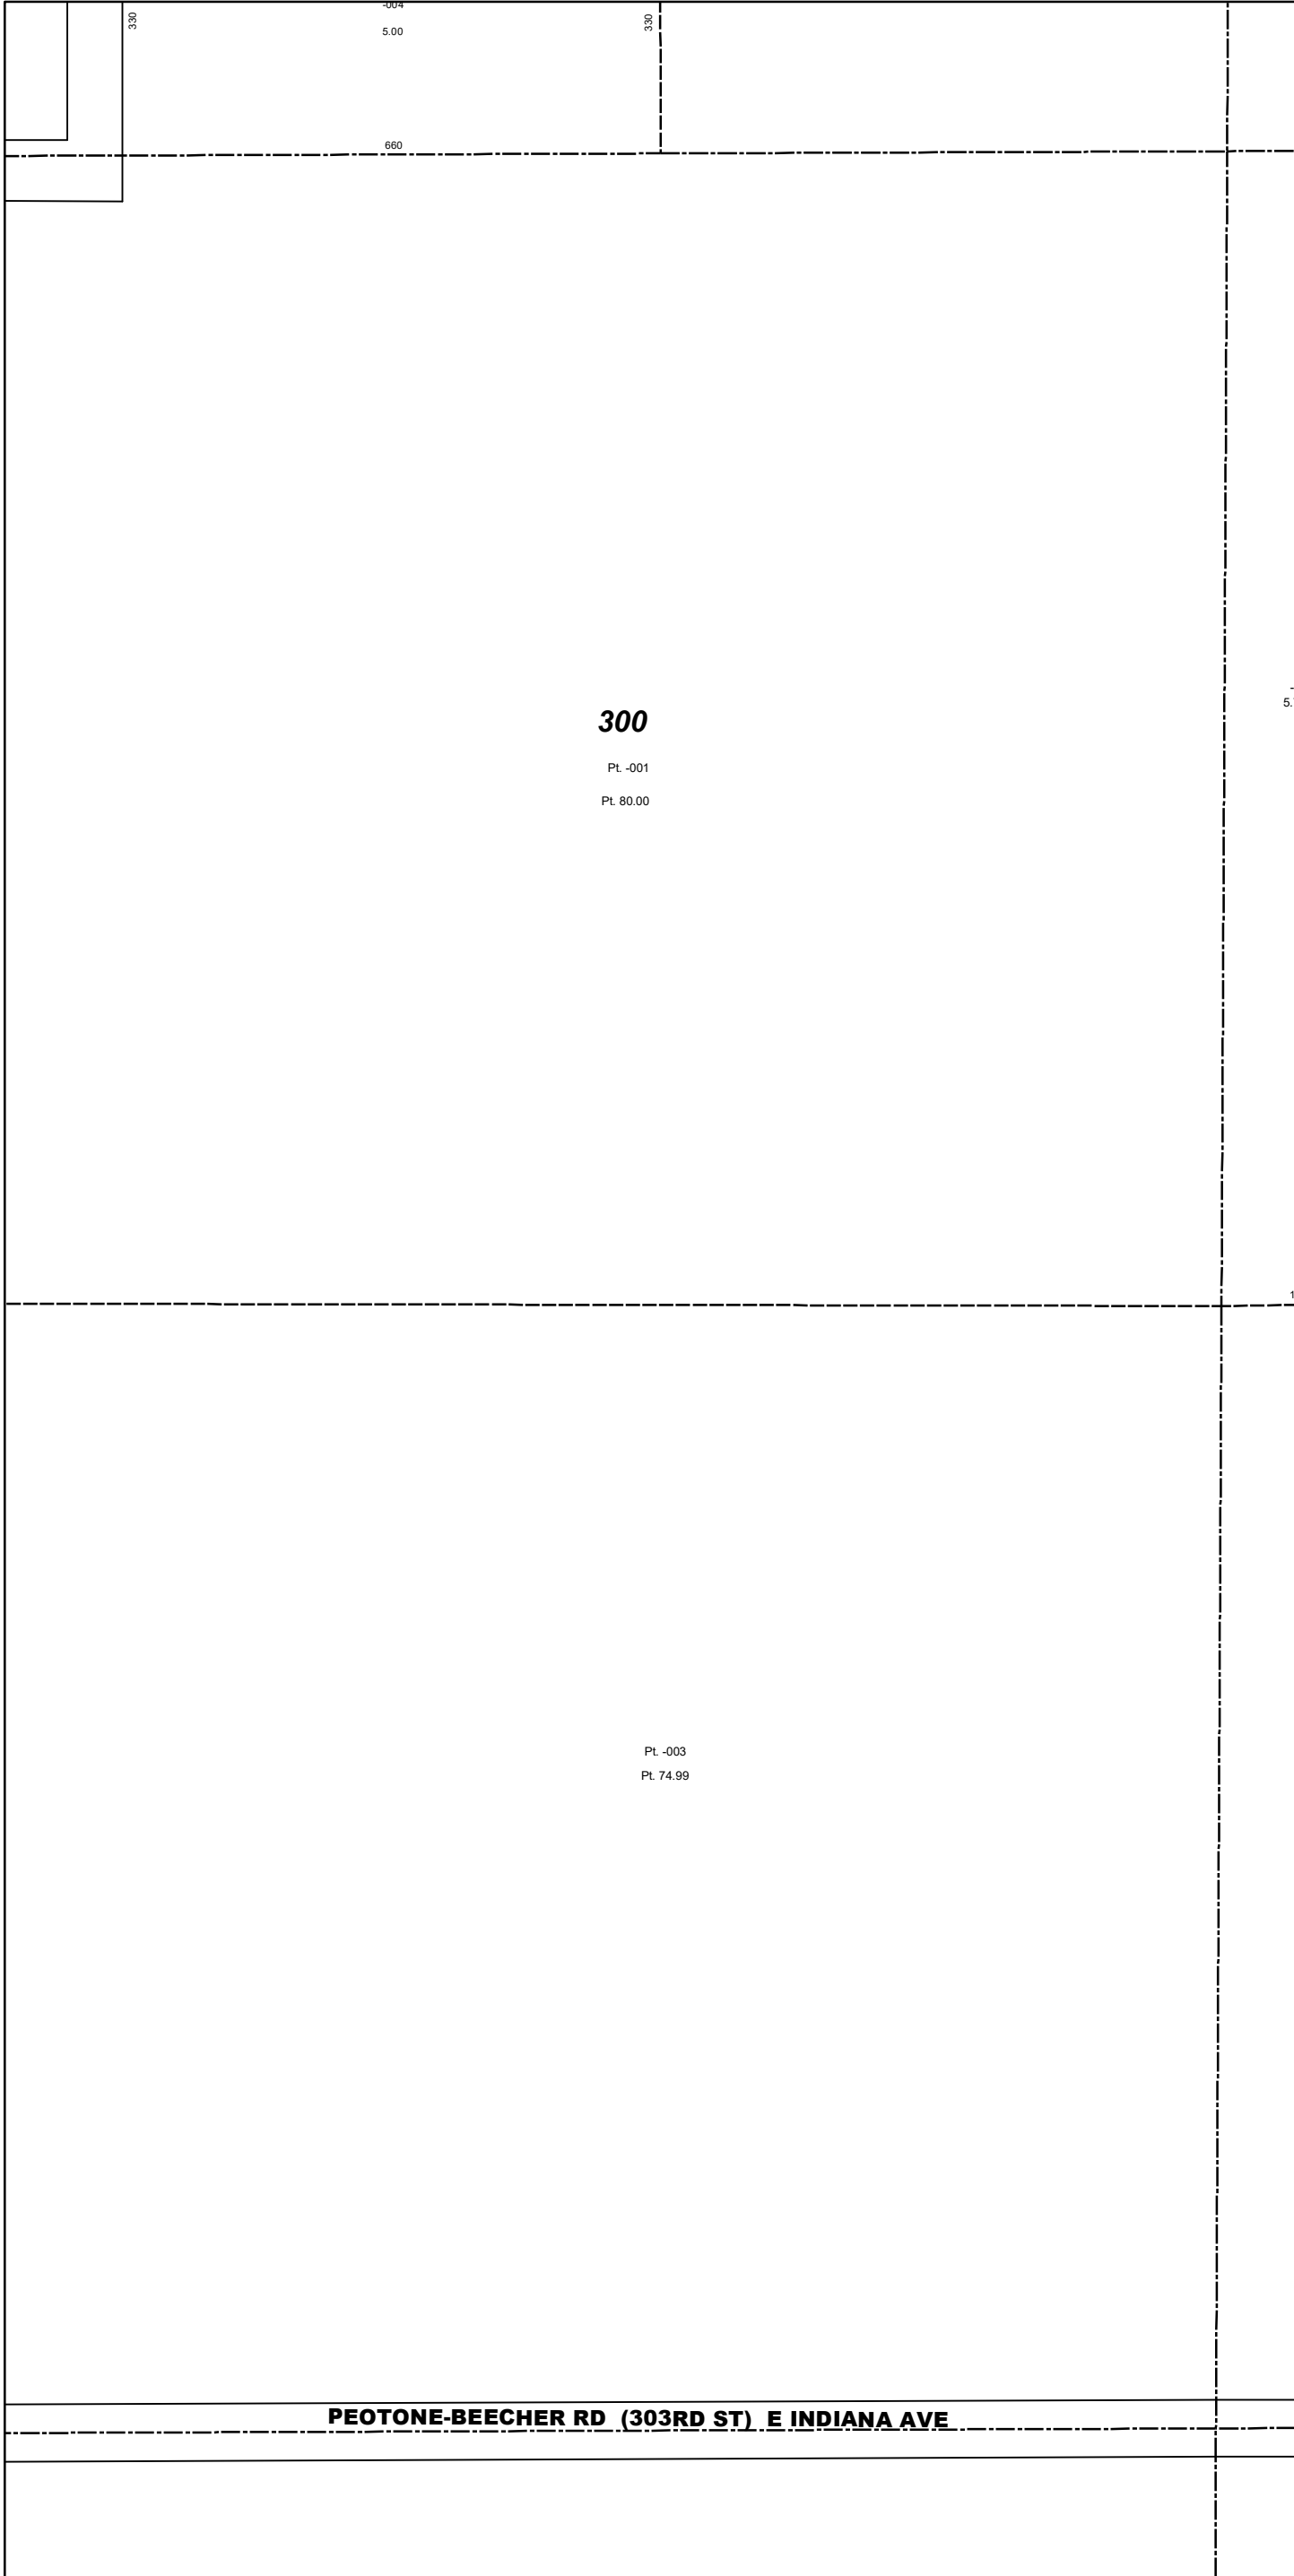 -004
330
330
5.00
660
300
Pt. -001
Pt. 80.00
Pt. -003
Pt. 74.99
PEOTONE-BEECHER RD (303RD ST) E INDIANA AVE